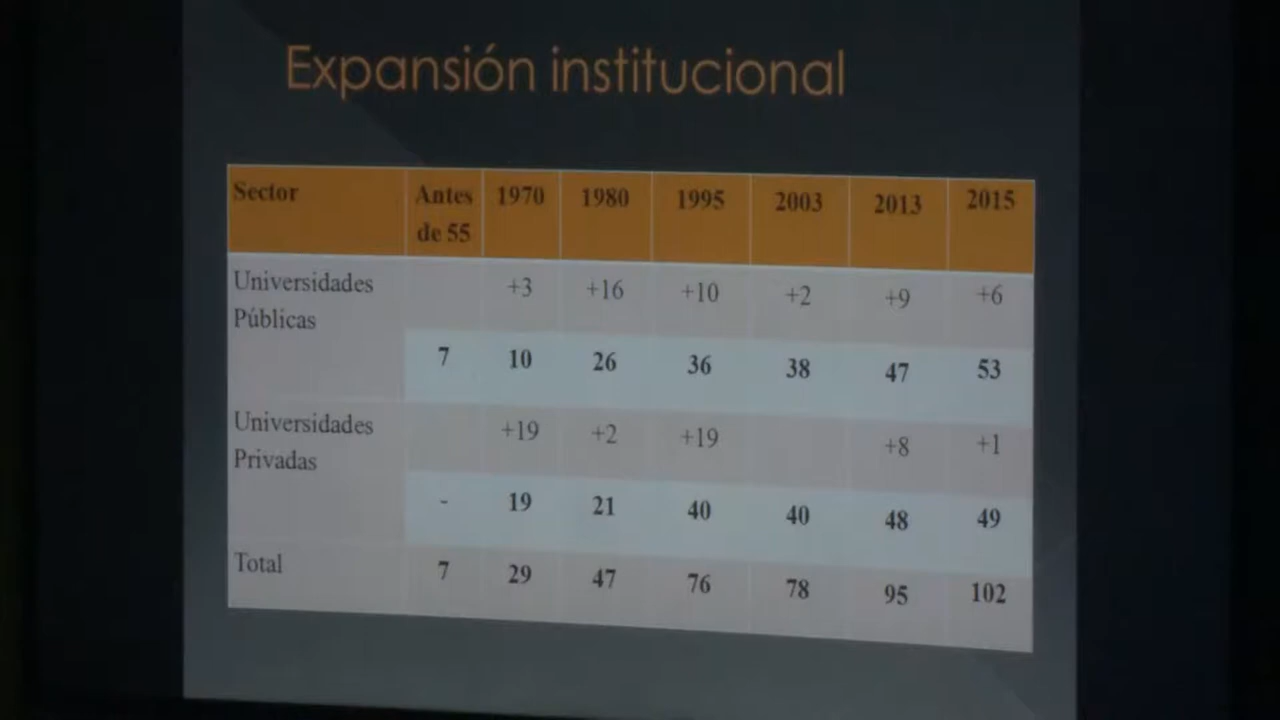 Expansión institucional
Sector Antes de 55 1970 1980 1995 2003 2013 2015
Universidades Públicas +3 +16 +10 +2 +9 +6
7 10 26 36 38 47 53
Universidades Privadas +19 +2 +19 +8 +1
- 19 21 40 40 48 49
Total 7 29 47 76 78 95 102